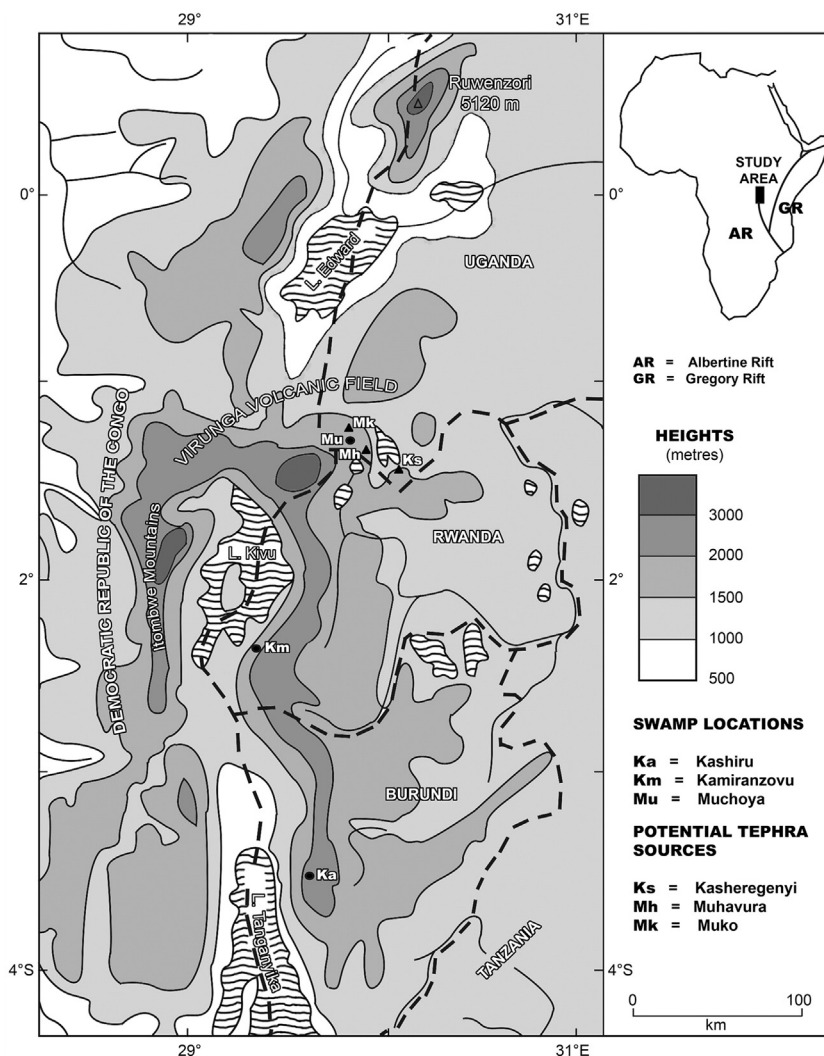 29°
31°E
Ruwenzori
5120 m
0°
L. Edward
UGANDA
VIRUNGA VOLCANIC FIELD
Mk
Mu
Mh
Ks
DEMOCRATIC REPUBLIC OF THE CONGO
Itombwe Mountains
L. Kivu
RWANDA
2°
Km
BURUNDI
Ka
L. Tanganyika
TANZANIA
4°S
29°
31°E
STUDY
AREA
GR
AR
AR = Albertine Rift
GR = Gregory Rift
HEIGHTS
(metres)
3000
2000
1500
1000
500
SWAMP LOCATIONS
Ka = Kashiru
Km = Kamiranzovu
Mu = Muchoya
POTENTIAL TEPHRA
SOURCES
Ks = Kasheregenyi
Mh = Muhavura
Mk = Muko
0 100
km